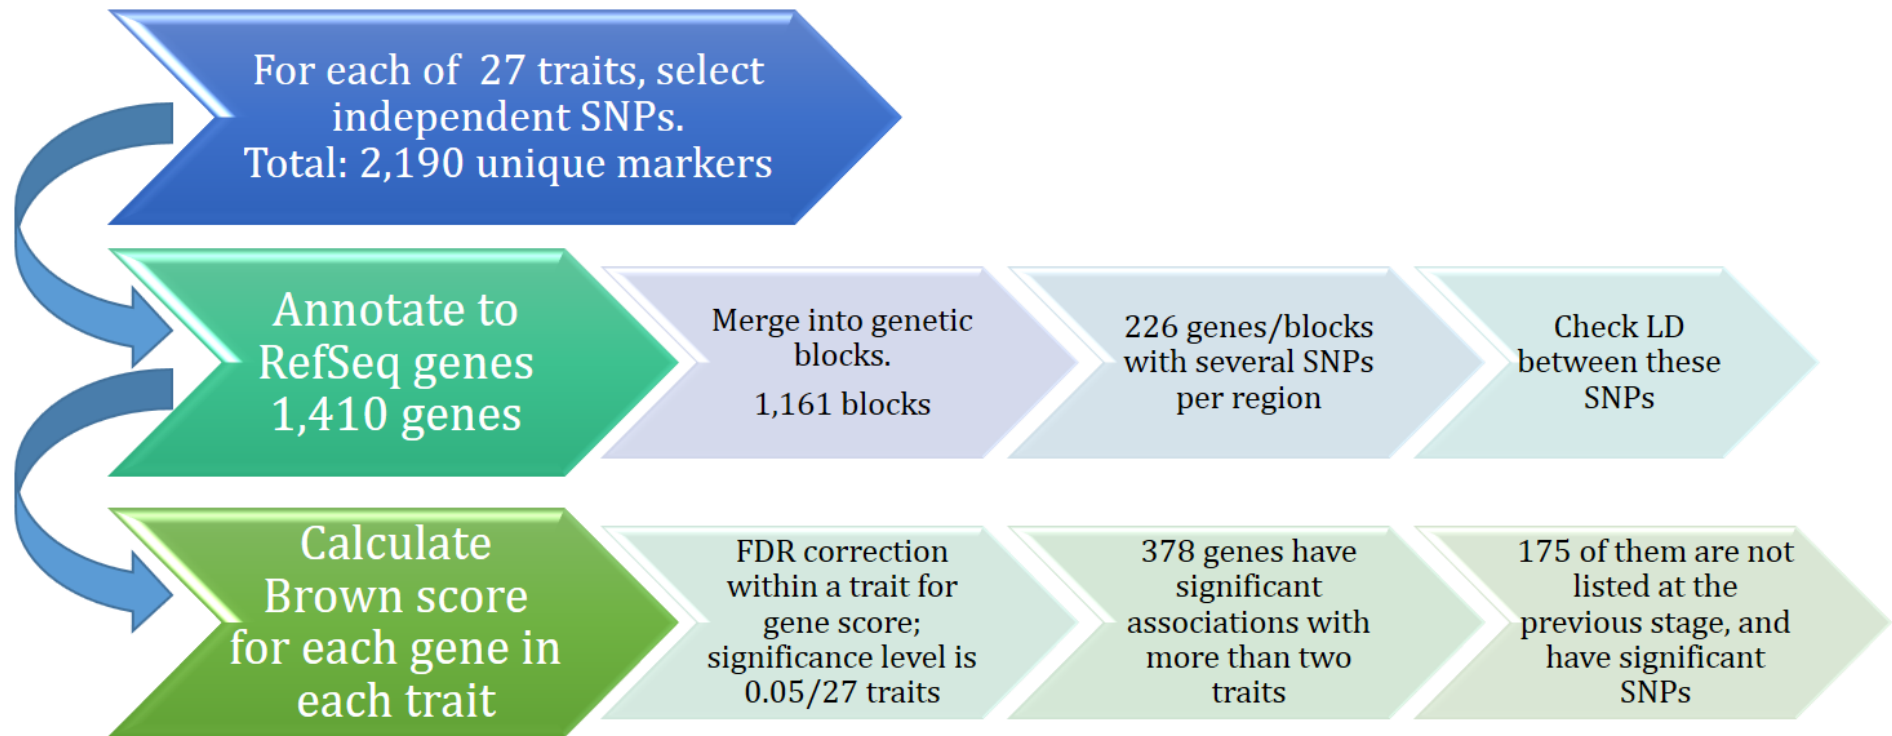 For each of 27 traits, select
independent SNPs.
Total: 2,190 unique markers
Annotate to
RefSeq genes
1,410 genes
Merge into genetic
blocks.
1,161 blocks
226 genes/blocks
with several SNPs
per region
Check LD
between these
SNPs
Calculate
Brown score
for each gene in
each trait
FDR correction
within a trait for
gene score;
significance level is
0.05/27 traits
378 genes have
significant
associations with
more than two
traits
175 of them are not
listed at the
previous stage, and
have significant
SNPs